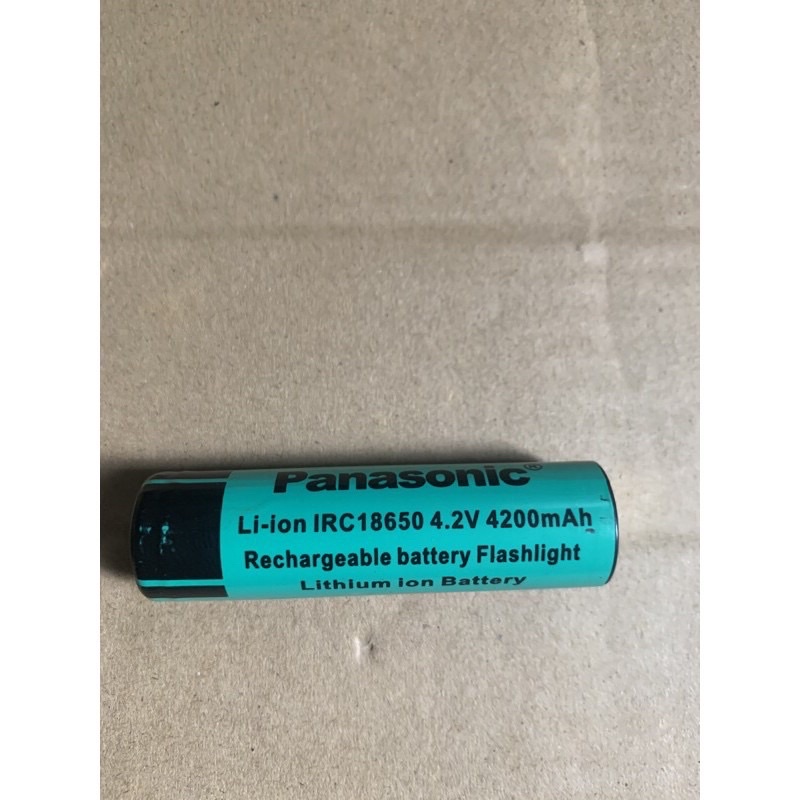 Panasonic®
Li-ion IRC18650 4.2V 4200mAh
Rechargeable battery Flashlight
Lithium ion Battery